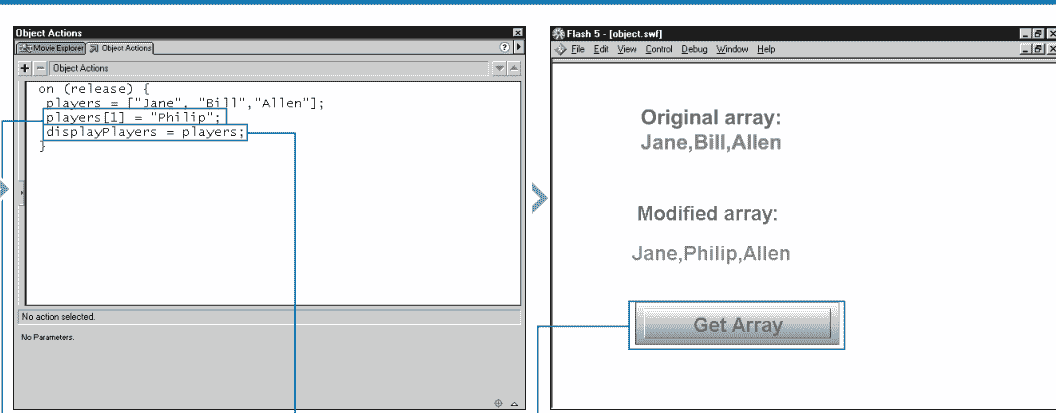 Object Actions
Movie Explorer Object Actions
+ - Object Actions
on (release) {
players = ["Jane", "Bill","Allen"];
players[1] = "Philip";
displayPlayers = players;
}
No action selected.
No Parameters.
Flash 5 - [object.swf]
File Edit View Control Debug Window Help
Original array:
Jane,Bill,Allen
Modified array:
Jane,Philip,Allen
Get Array